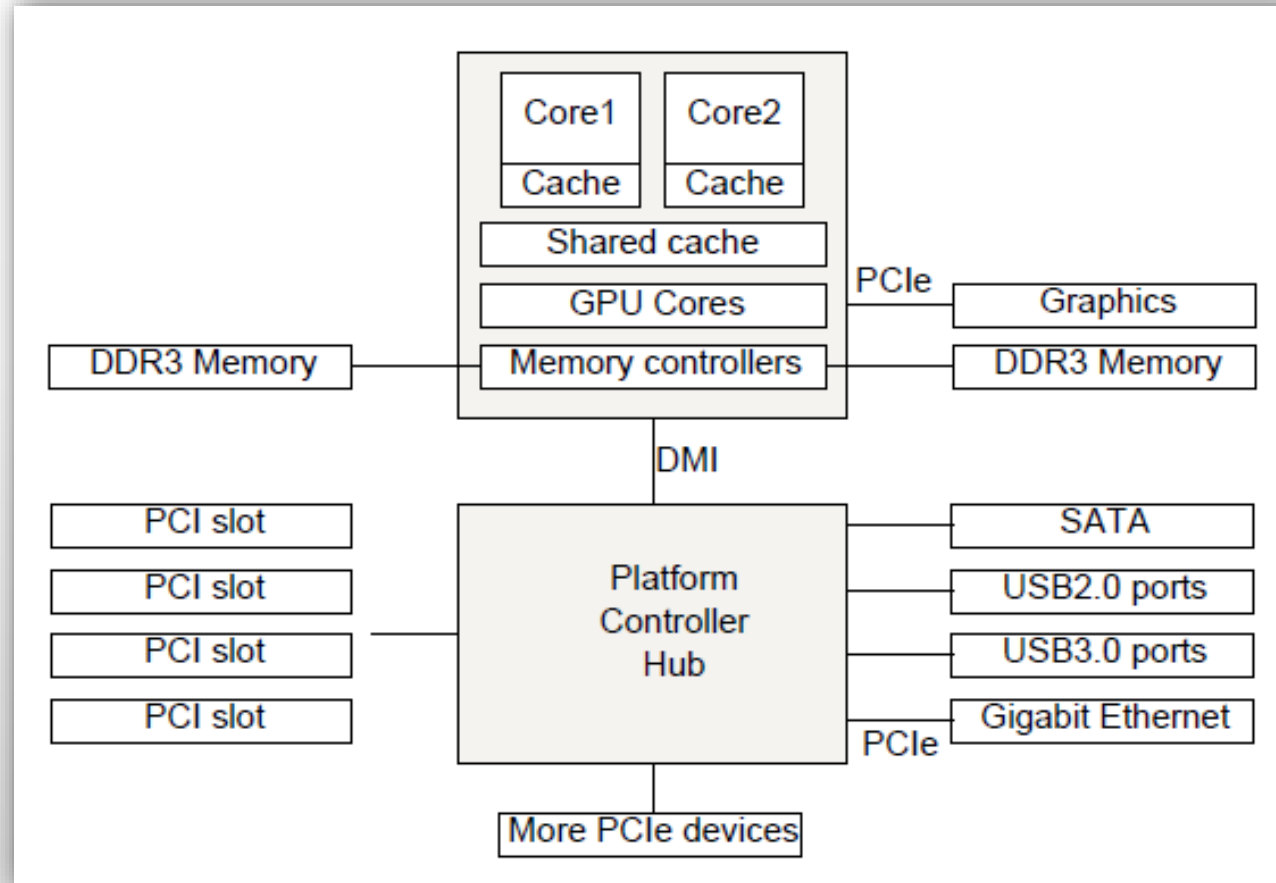 Core1
Core2
Cache
Cache
Shared cache
GPU Cores
PCIe
Graphics
DDR3 Memory
Memory controllers
DDR3 Memory
DMI
PCI slot
PCI slot
PCI slot
PCI slot
Platform
Controller
Hub
SATA
USB2.0 ports
USB3.0 ports
Gigabit Ethernet
PCIe
More PCIe devices